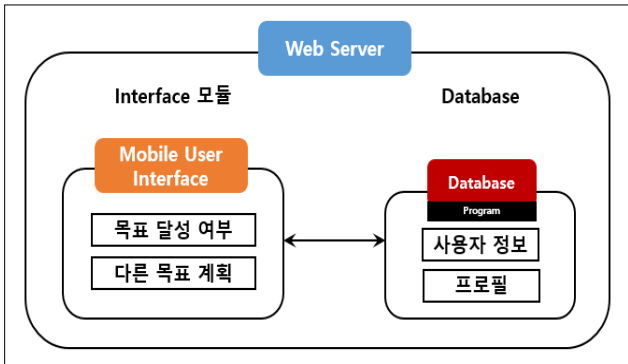 Web Server
Interface 모듈
Database
Mobile User
Interface
목표 달성 여부
다른 목표 계획
Database
Program
사용자 정보
프로필